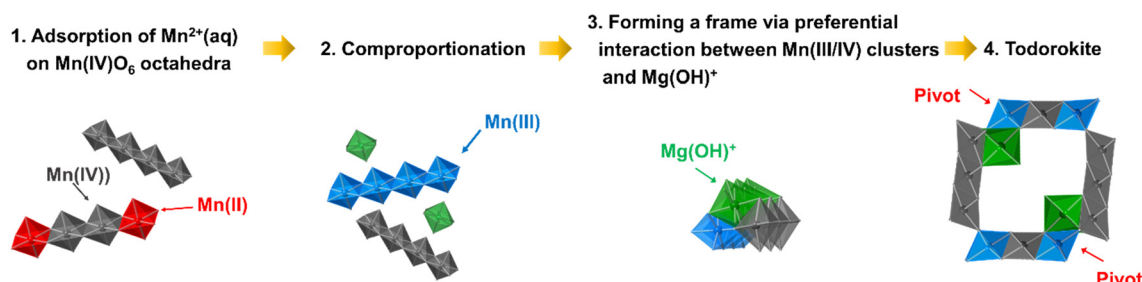 1. Adsorption of Mn²⁺(aq)
on Mn(IV)O₆ octahedra
2. Comproportionation
3. Forming a frame via preferential
interaction between Mn(III/IV) clusters
and Mg(OH)⁺
4. Todorokite
Mn(IV))
Mn(II)
Mn(III)
Mg(OH)⁺
Pivot
Pivot